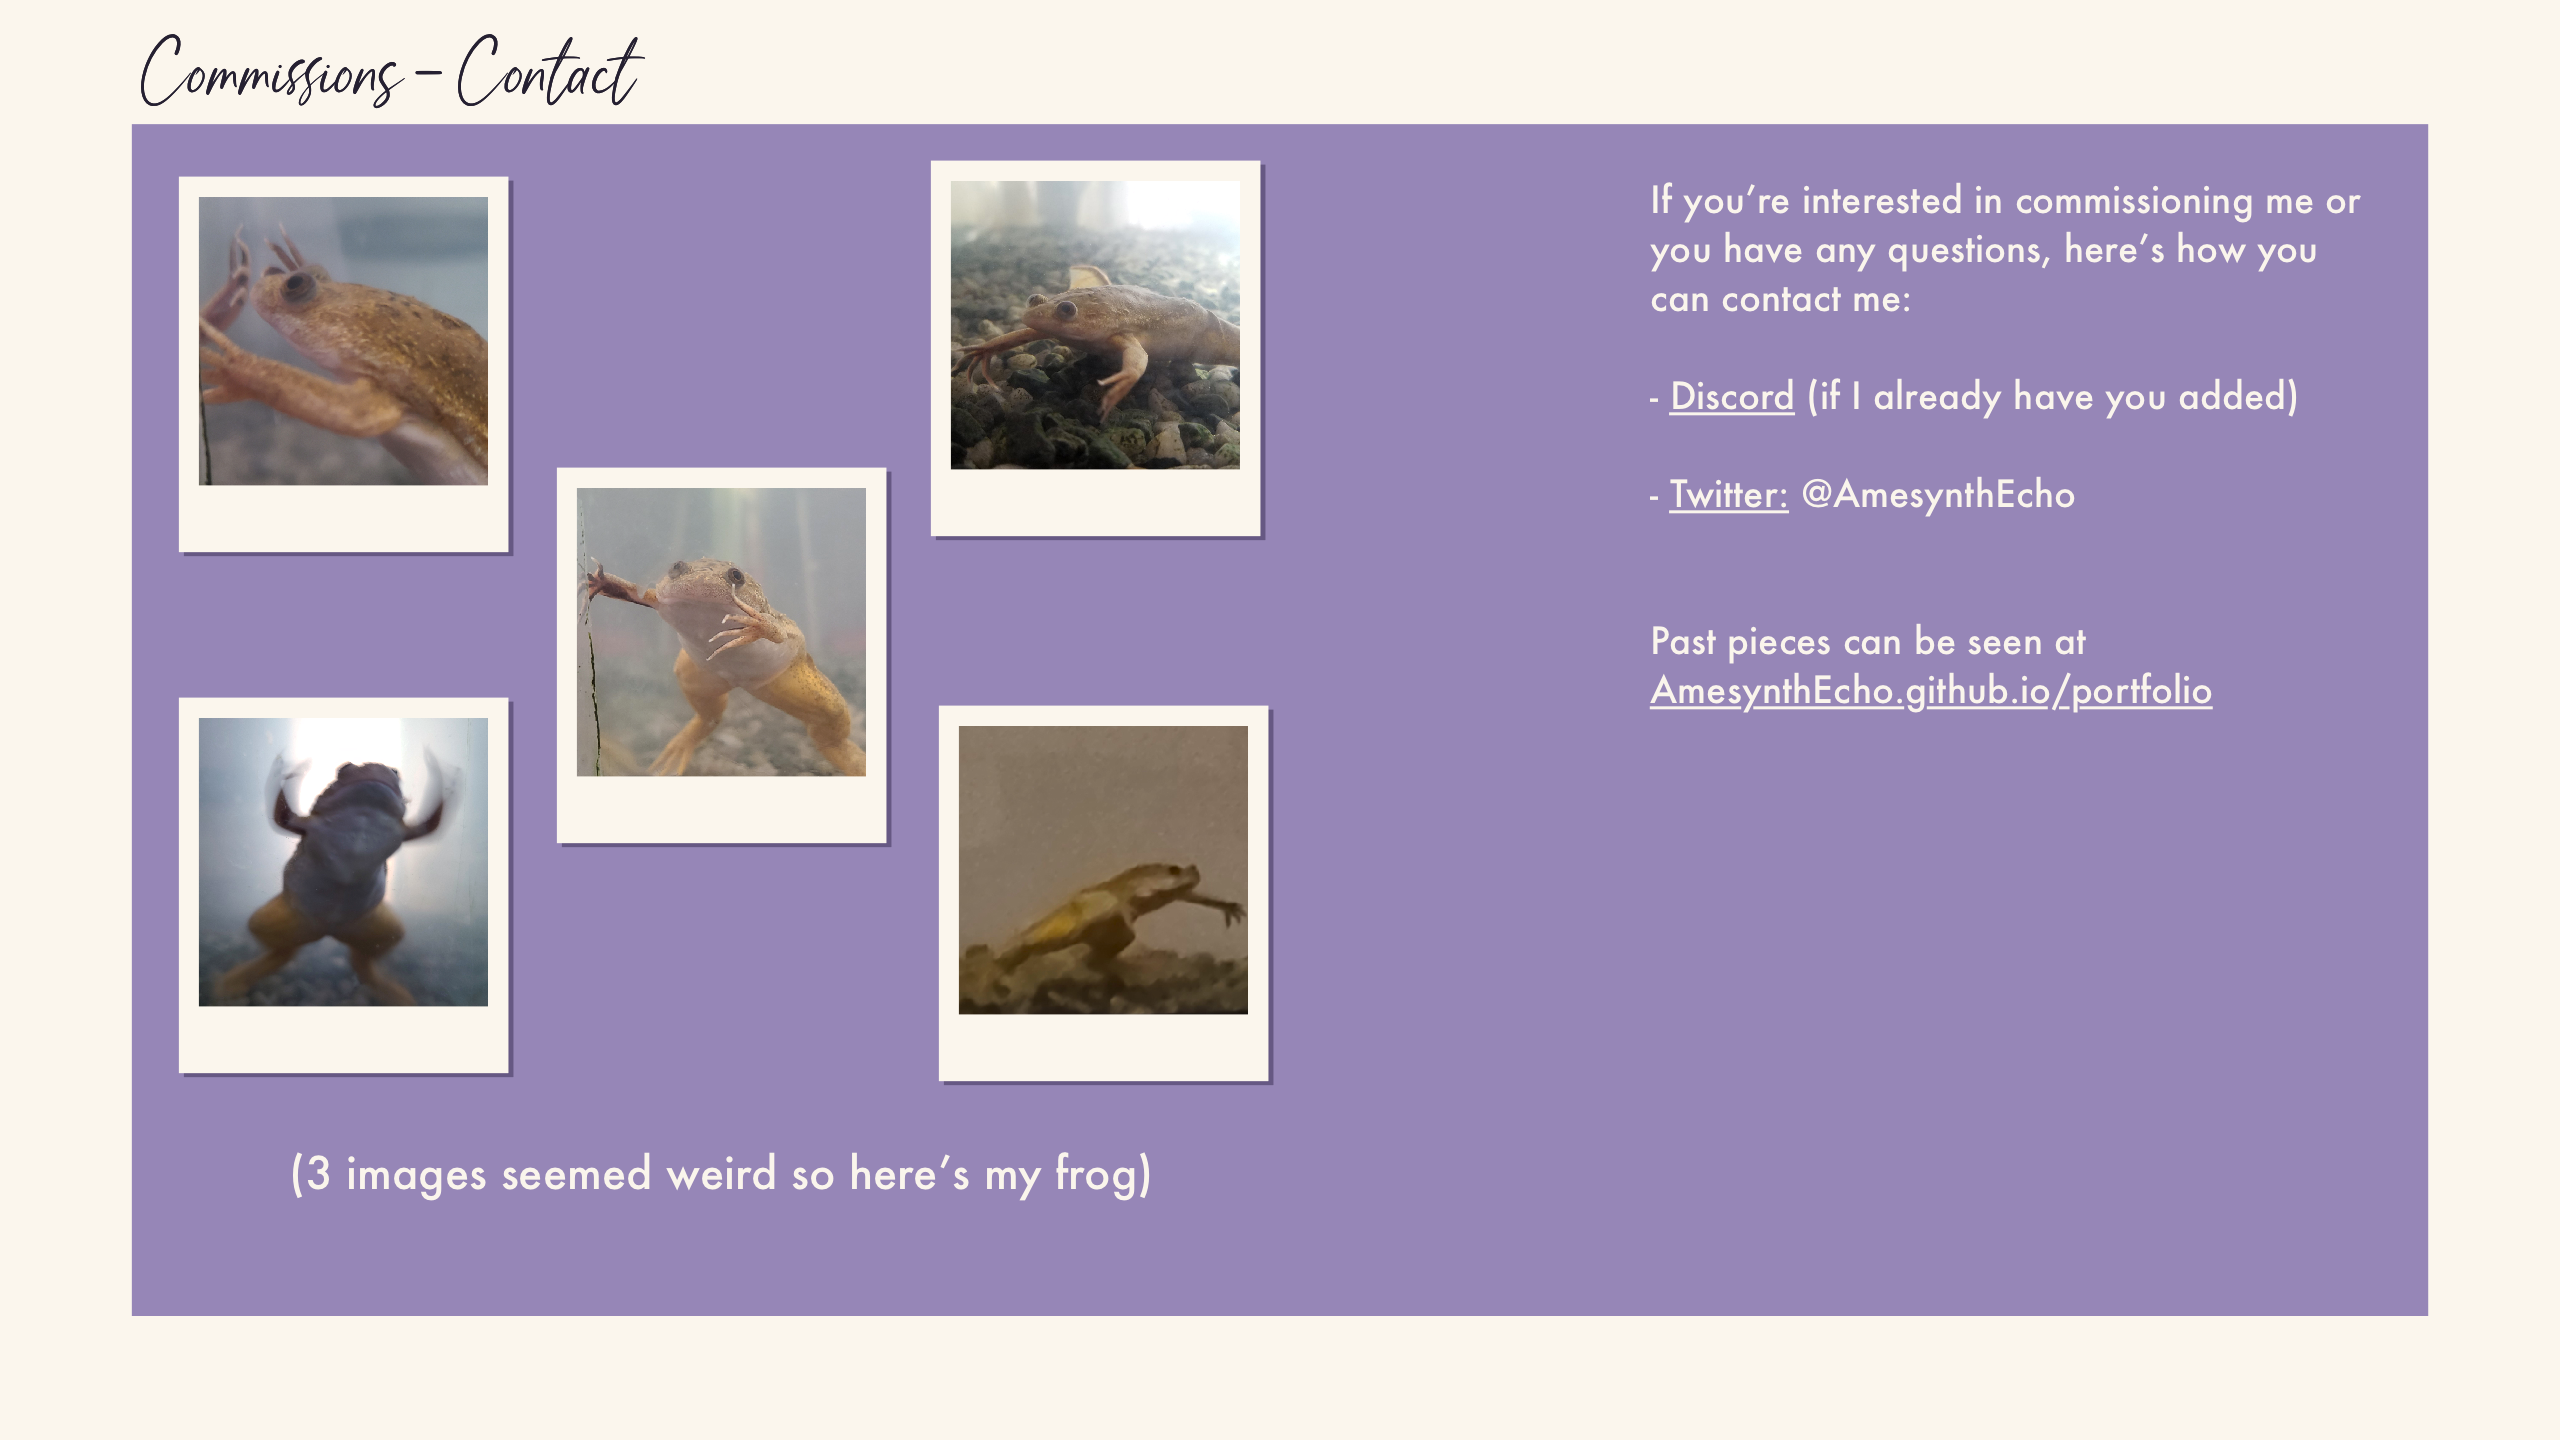 Commissions – Contact
If you’re interested in commissioning me or
you have any questions, here’s how you
can contact me:
- Discord (if I already have you added)
- Twitter: @AmesynthEcho
Past pieces can be seen at
AmesynthEcho.github.io/portfolio
(3 images seemed weird so here’s my frog)